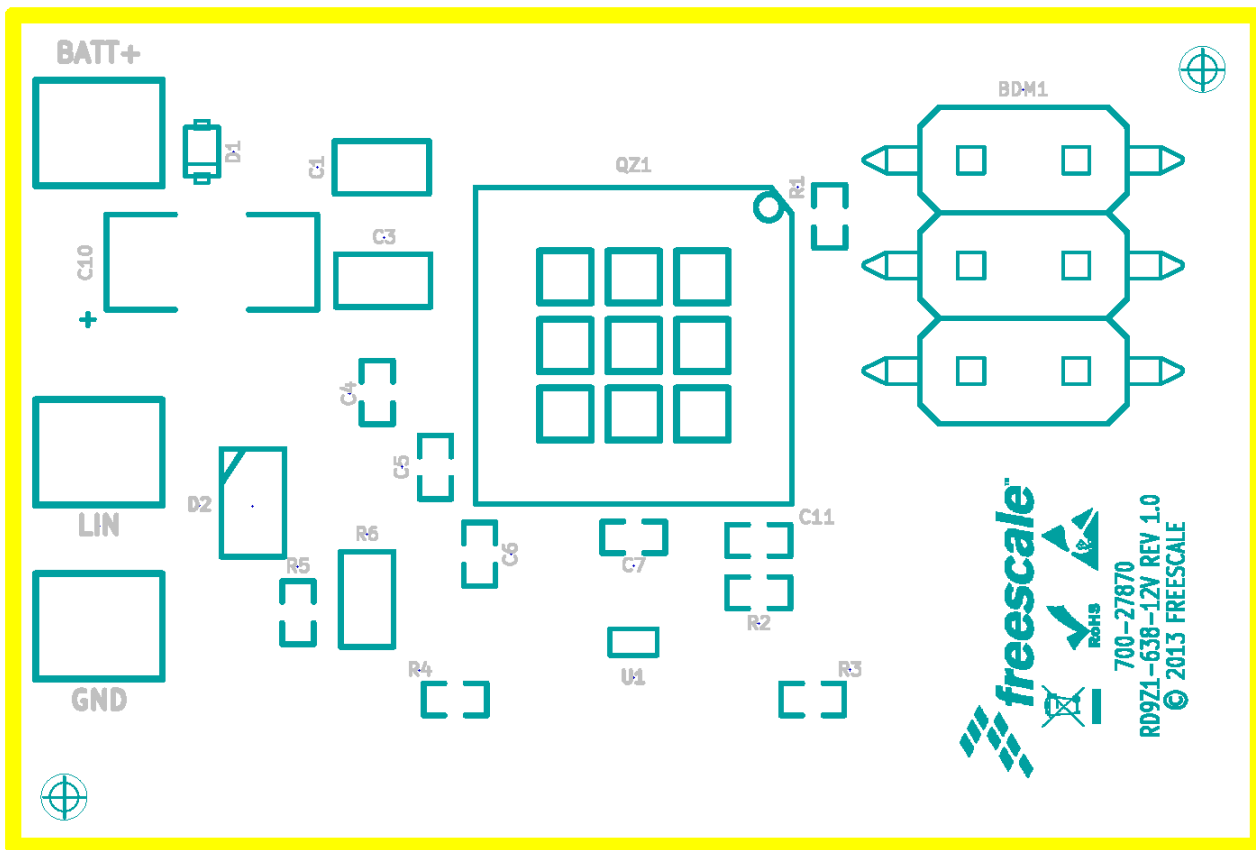 BATT+
BDM1
D1
C1
QZ1
R1
C10
C3
+
C4
C5
D2
LIN
R6
C6
C11
C7
R5
R2
R4
U1
R3
GND
freescale™
RoHS
700-27870
RD9Z1-638-12V REV 1.0
© 2013 FREESCALE